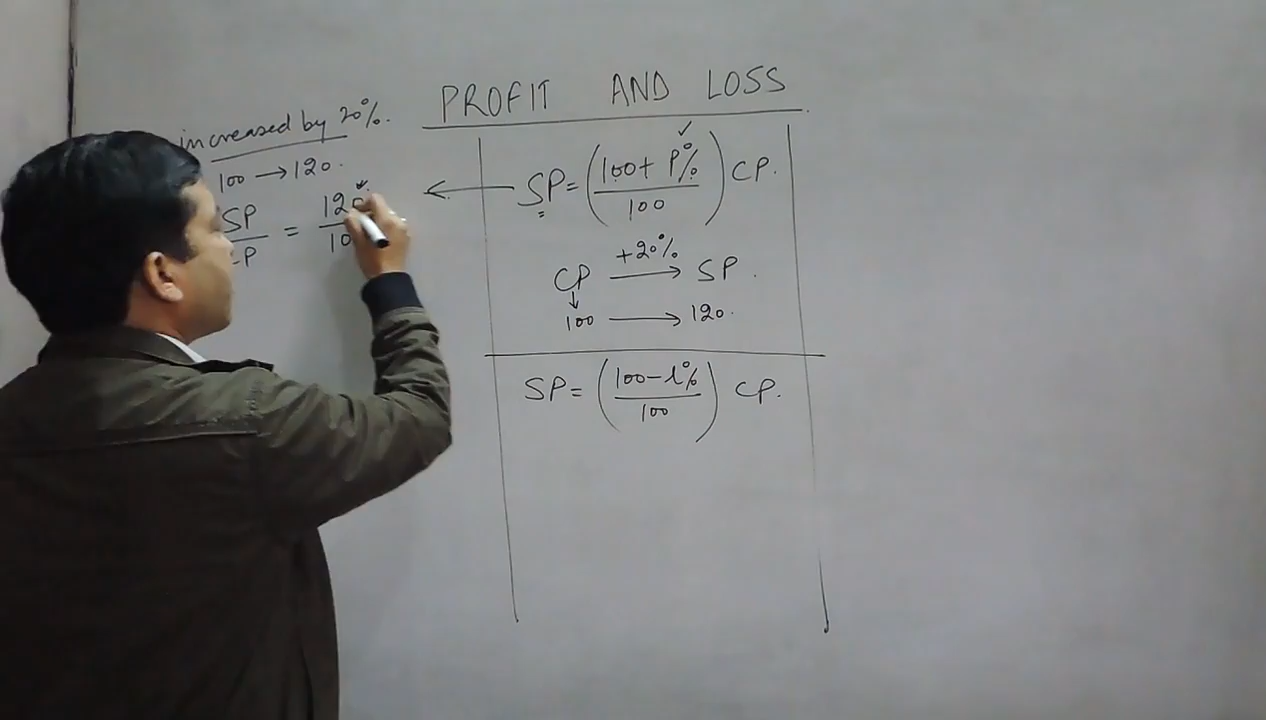 PROFIT AND LOSS
increased by 20%.
100 → 120.
SP/CP = 120/10
SP = (100 + P%/100) CP.
CP +20%→ SP.
↓
100 → 120.
SP = (100 - l%/100) CP.